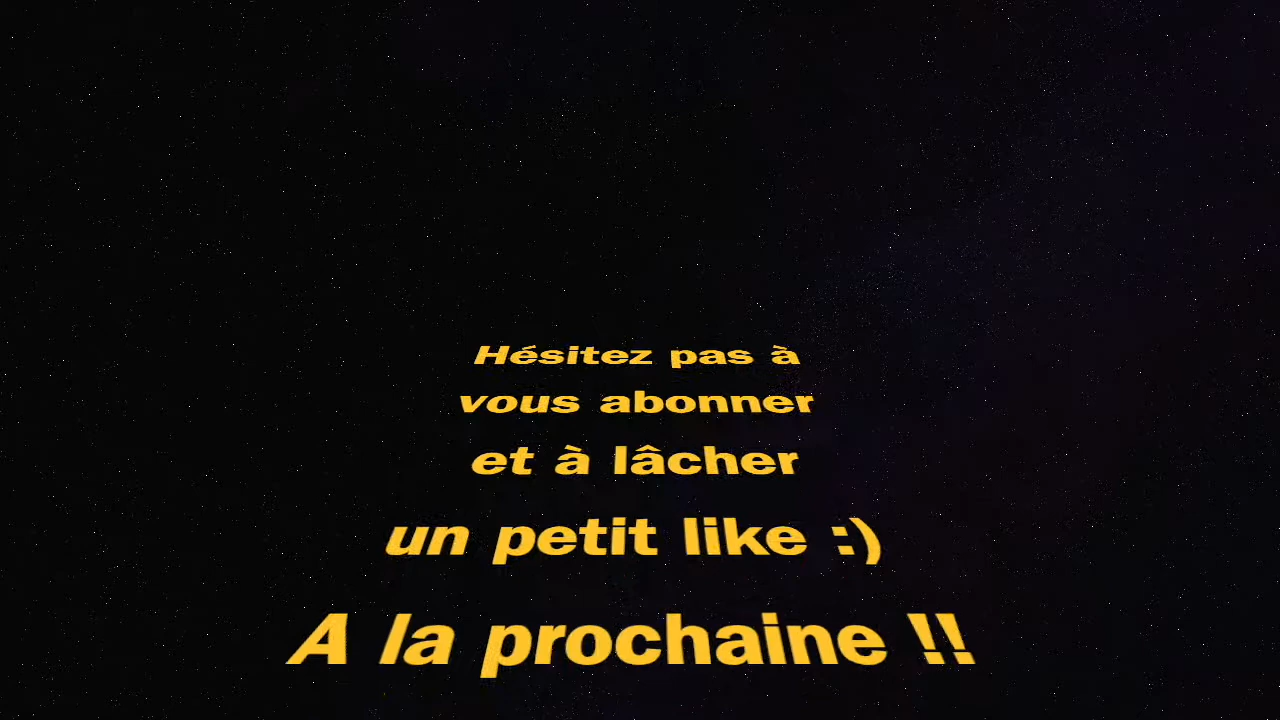 Hésitez pas à
vous abonner
et à lâcher
un petit like :)
A la prochaine !!